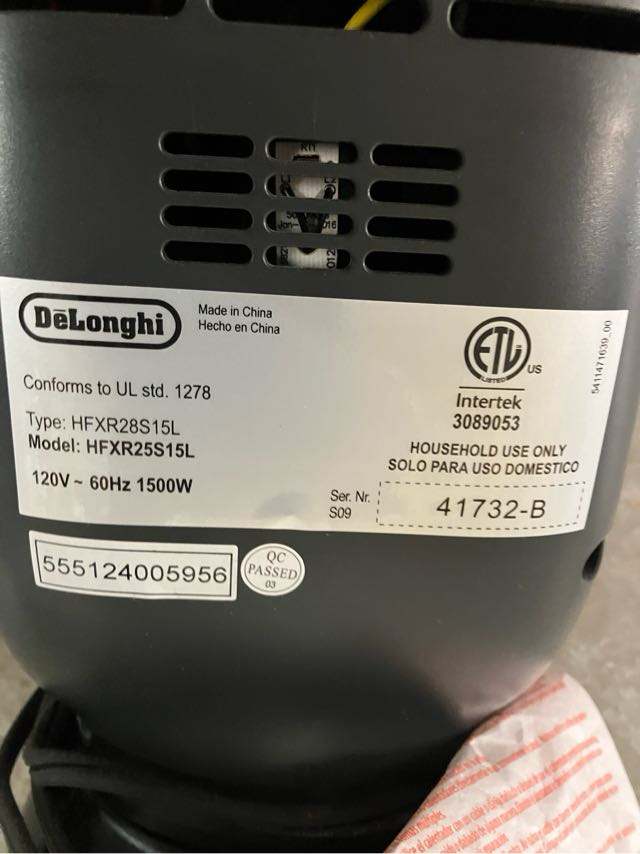 DēLonghi
Made in China
Hecho en China
Conforms to UL std. 1278
Type: HFXR28S15L
Model: HFXR25S15L
120V ~ 60Hz 1500W
ETL
LISTED
US
Intertek
3089053
HOUSEHOLD USE ONLY
SOLO PARA USO DOMESTICO
Ser. Nr.
S09
41732-B
5411471639_00
555124005956
QC
PASSED
03